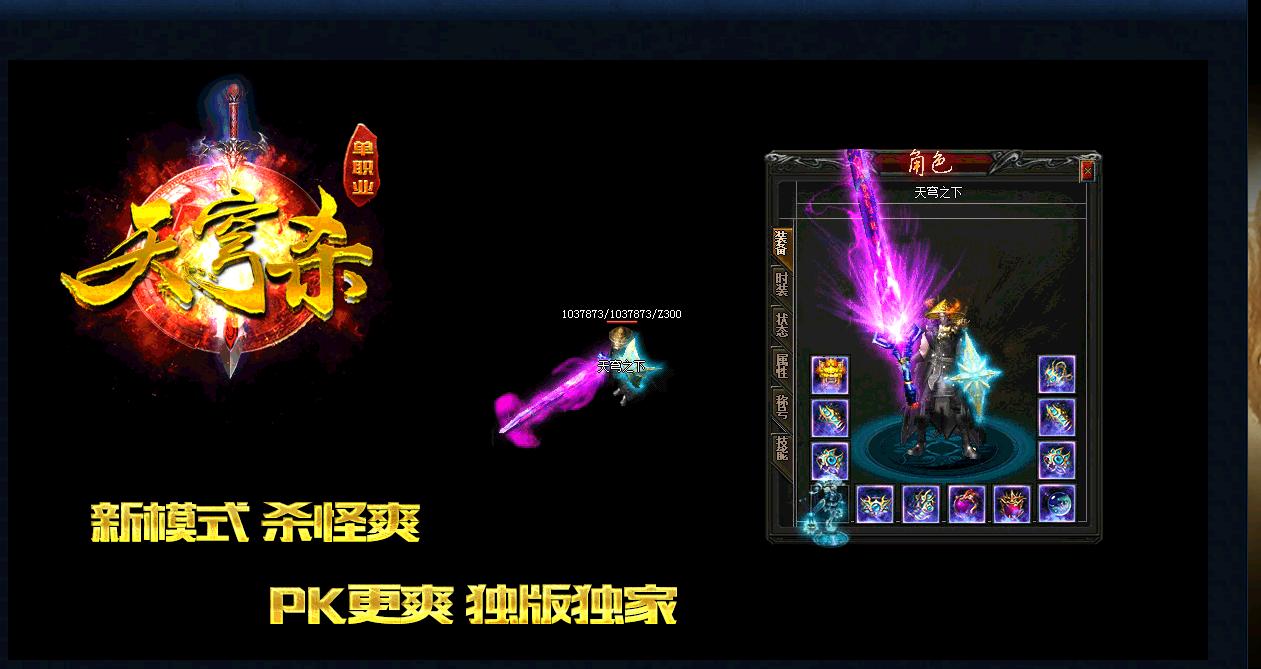 单职业
天穹杀
角色
天穹之下
装备
时装
状态
属性
称号
技能
1037873/1037873/Z300
天穹之下
新模式 杀怪爽
PK更爽 独版独家